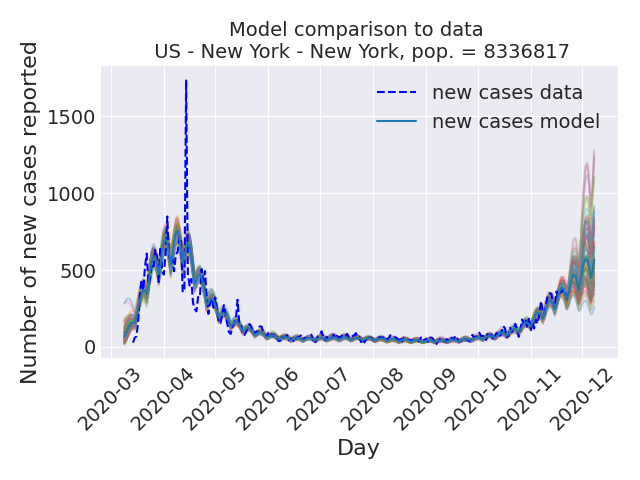 Model comparison to data
US - New York - New York, pop. = 8336817
new cases data
new cases model
Number of new cases reported
1500
1000
500
0
2020-03
2020-04
2020-05
2020-06
2020-07
2020-08
2020-09
2020-10
2020-11
2020-12
Day